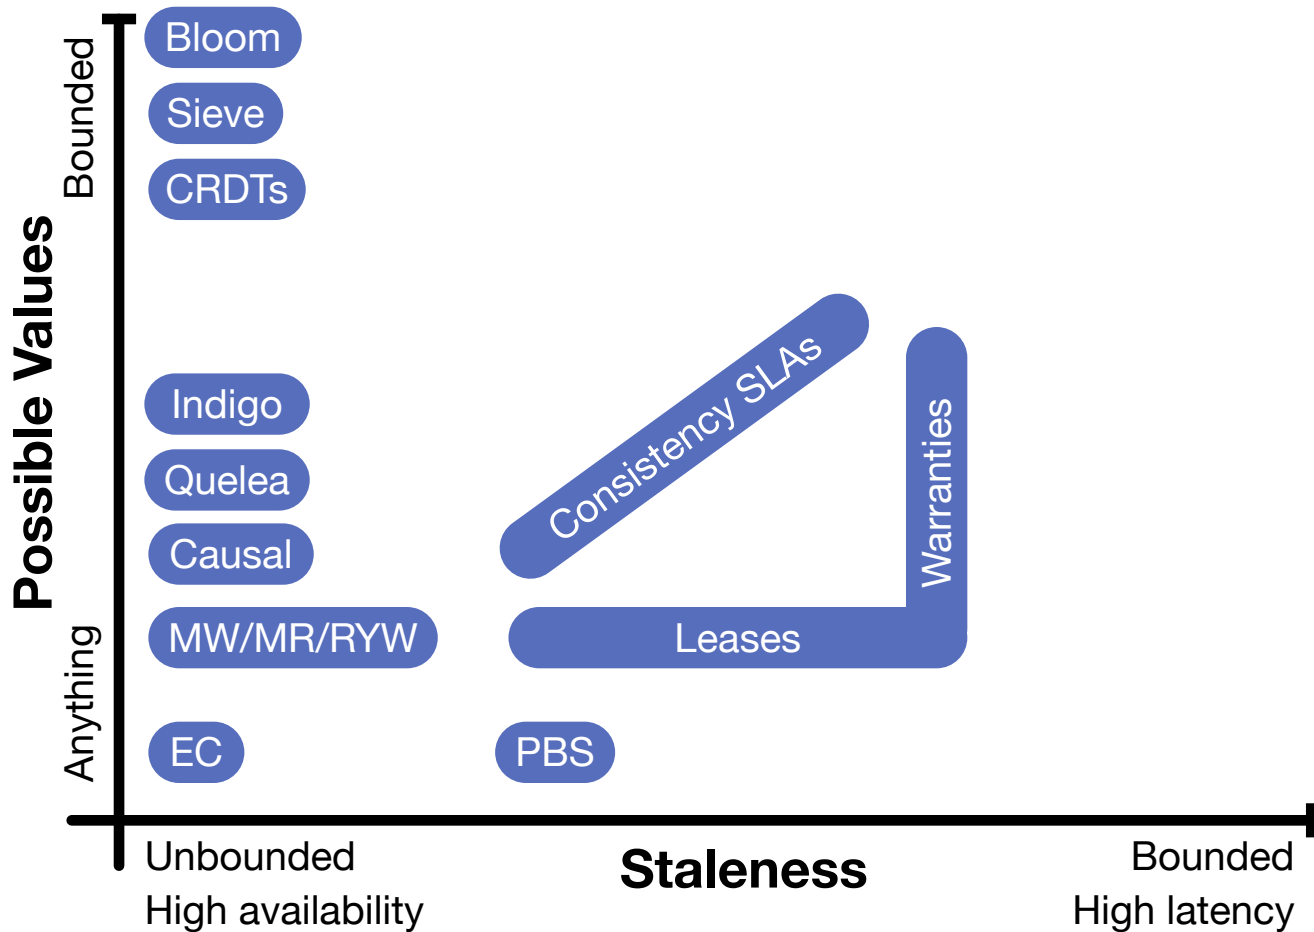 Possible Values
Bounded
Anything
Bloom
Sieve
CRDTs
Indigo
Quelea
Causal
MW/MR/RYW
EC
Consistency SLAs
Warranties
Leases
PBS
Unbounded
High availability
Staleness
Bounded
High latency